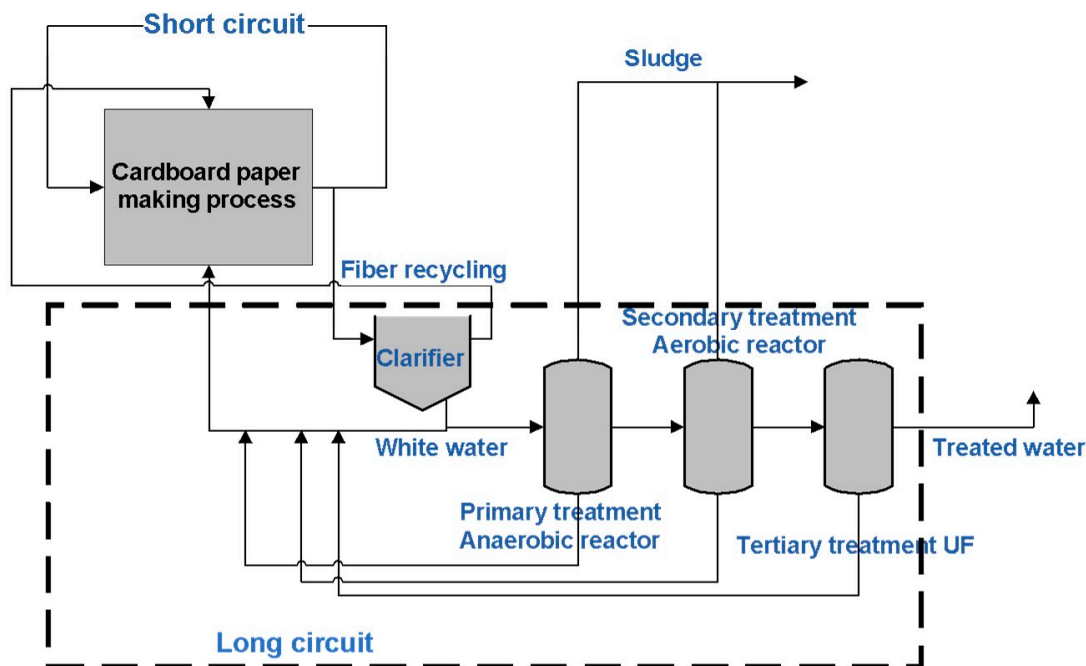 Short circuit
Sludge
Cardboard paper
making process
Fiber recycling
Secondary treatment
Aerobic reactor
Clarifier
White water
Treated water
Primary treatment
Anaerobic reactor
Tertiary treatment UF
Long circuit